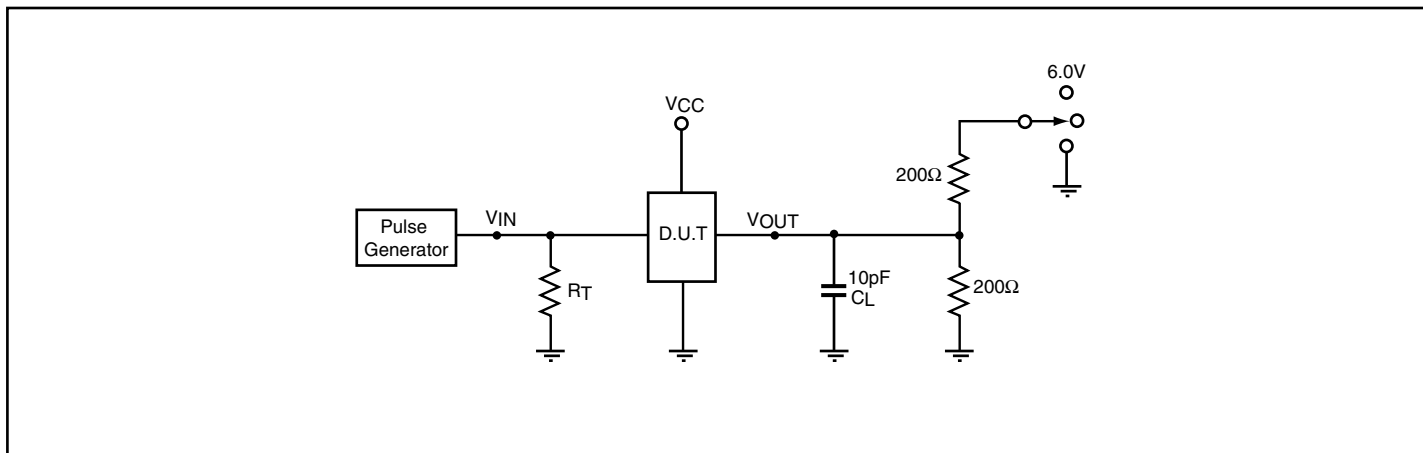 6.0V
VCC
200Ω
Pulse
Generator
VIN
D.U.T
VOUT
RT
10pF
CL
200Ω